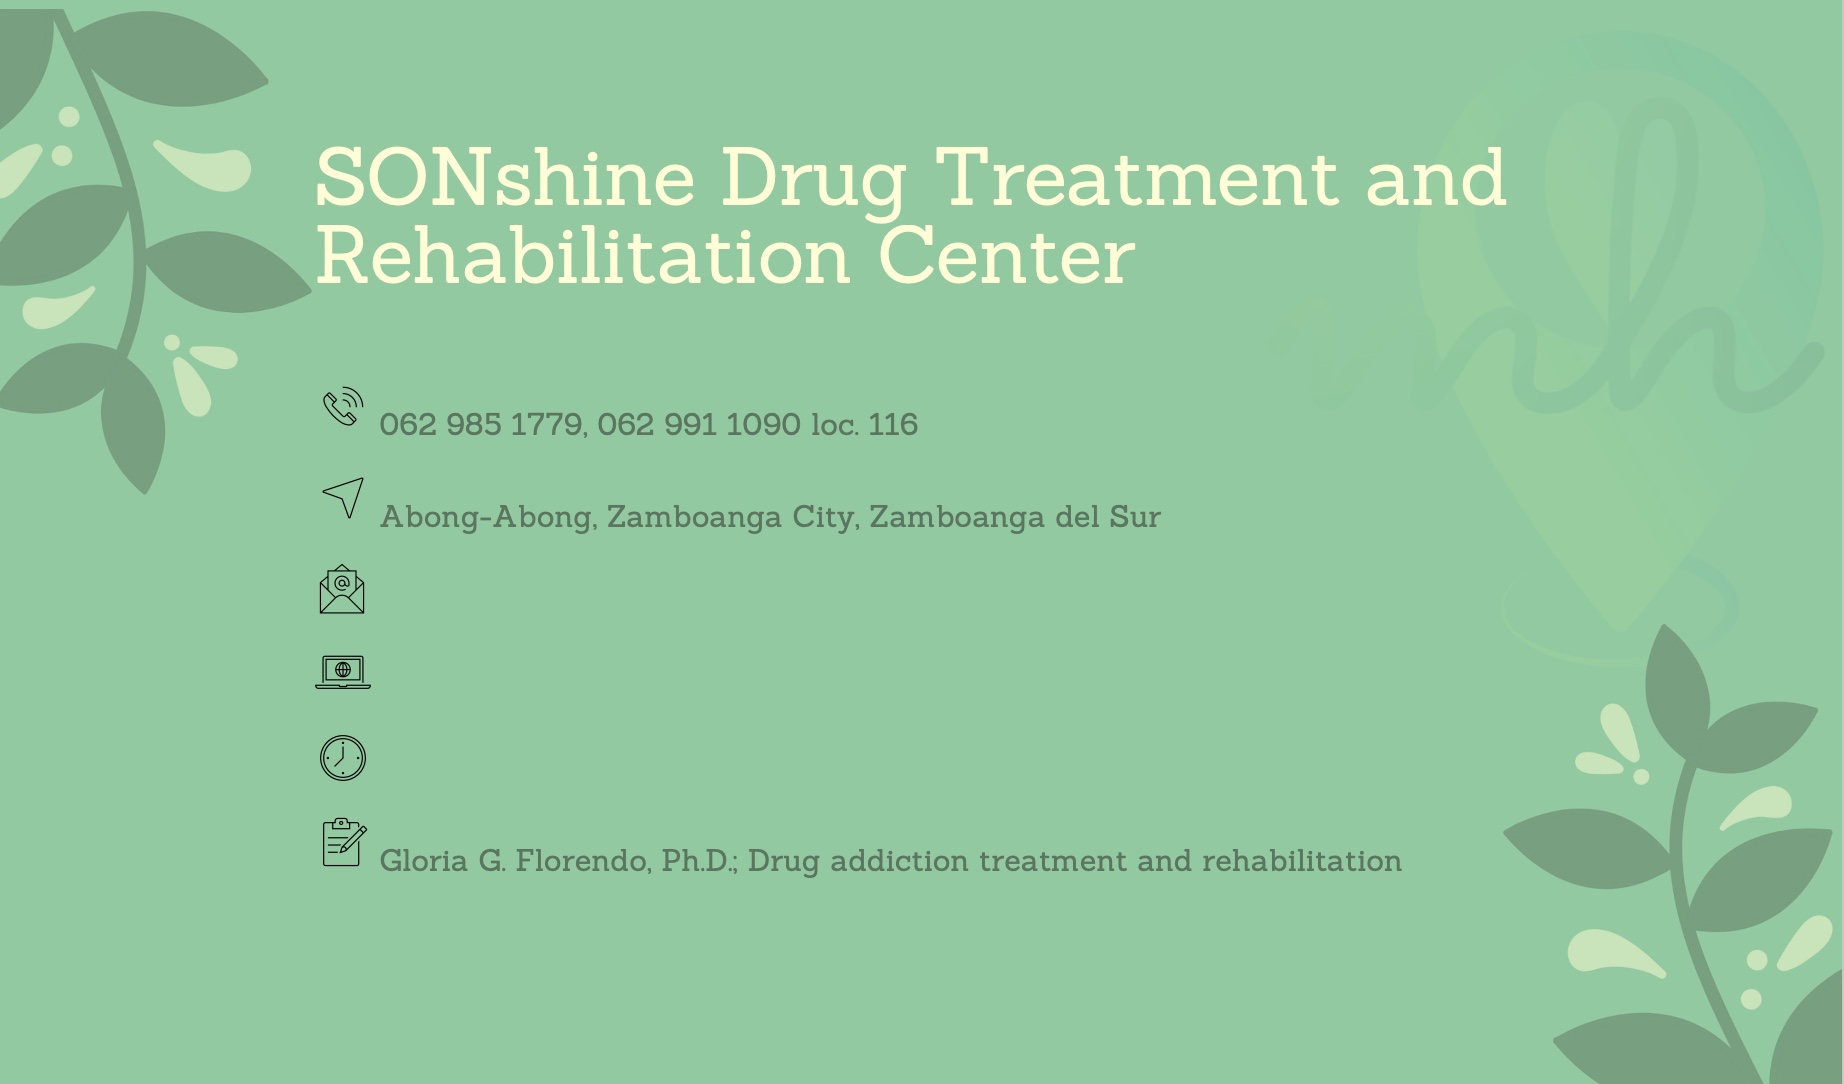 SONshine Drug Treatment and
Rehabilitation Center
062 985 1779, 062 991 1090 loc. 116
Abong-Abong, Zamboanga City, Zamboanga del Sur
@
Gloria G. Florendo, Ph.D.; Drug addiction treatment and rehabilitation